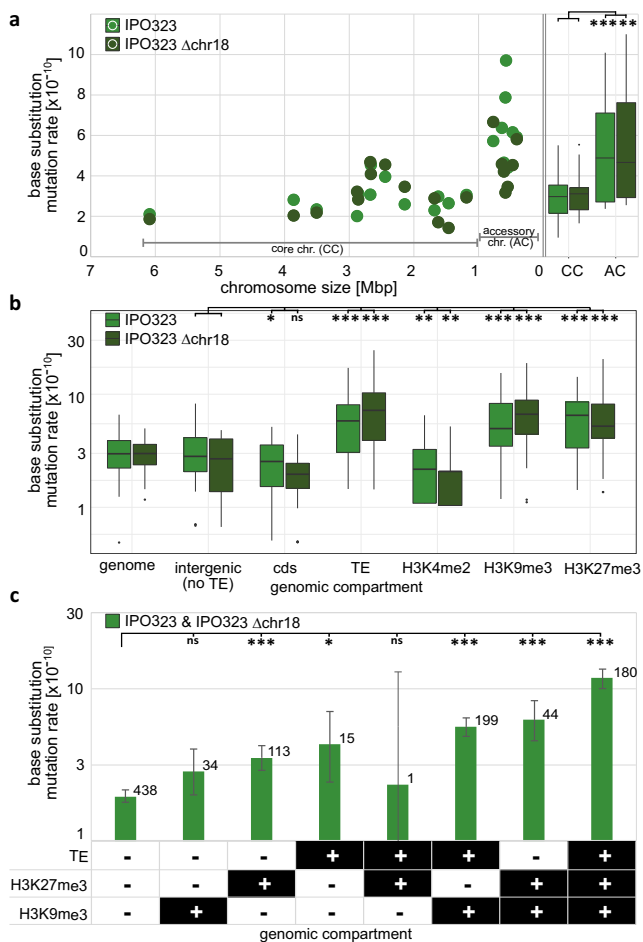 a
IPO323
IPO323 Δchr18
*****
base substitution
mutation rate [x10⁻¹⁰]
10
8
6
4
2
0
core chr. (CC)
accessory
chr. (AC)
7 6 5 4 3 2 1 0
CC AC
chromosome size [Mbp]
b
IPO323
IPO323 Δchr18
* ns ****** ** ** ****** ******
base substitution
mutation rate [x10⁻¹⁰]
30
10
3
1
genome intergenic cds TE H3K4me2 H3K9me3 H3K27me3
(no TE)
genomic compartment
c
IPO323 & IPO323 Δchr18
ns *** * ns *** *** ***
base substitution
mutation rate [x10⁻¹⁰]
30
10
3
1
438 34 113 15 1 199 44 180
TE - - - + + + - +
H3K27me3 - - + - + - + +
H3K9me3 - + - - - + + +
genomic compartment